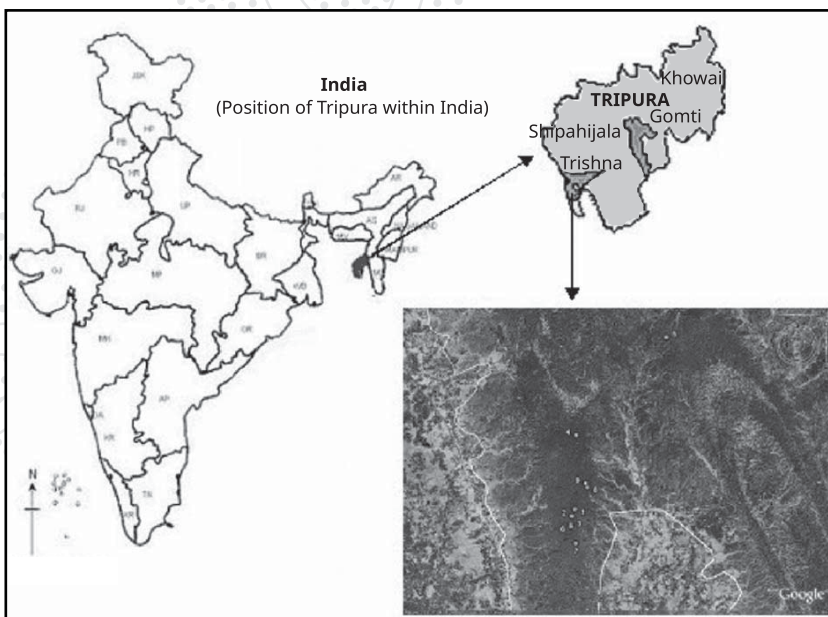 India
(Position of Tripura within India)
Khowai
TRIPURA
Gomti
Shipahijala
Trishna
J&K
HP
PB
HR
RJ
UP
AR
AS
BR
GJ
MP
WB
OR
MH
AP
KR
N
TN
Google